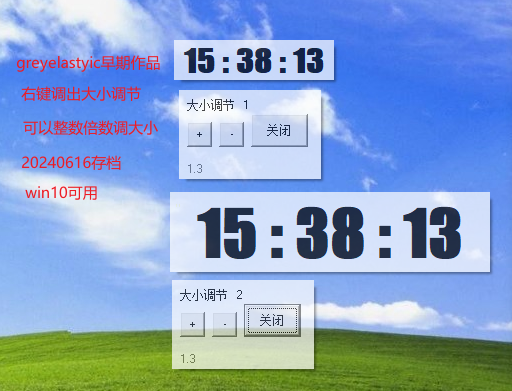 greyelastyic早期作品
右键调出大小调节
可以整数倍数调大小
20240616存档
win10可用
15 : 38 : 13
大小调节 1
+ - 关闭
1.3
15 : 38 : 13
大小调节 2
+ - 关闭
1.3